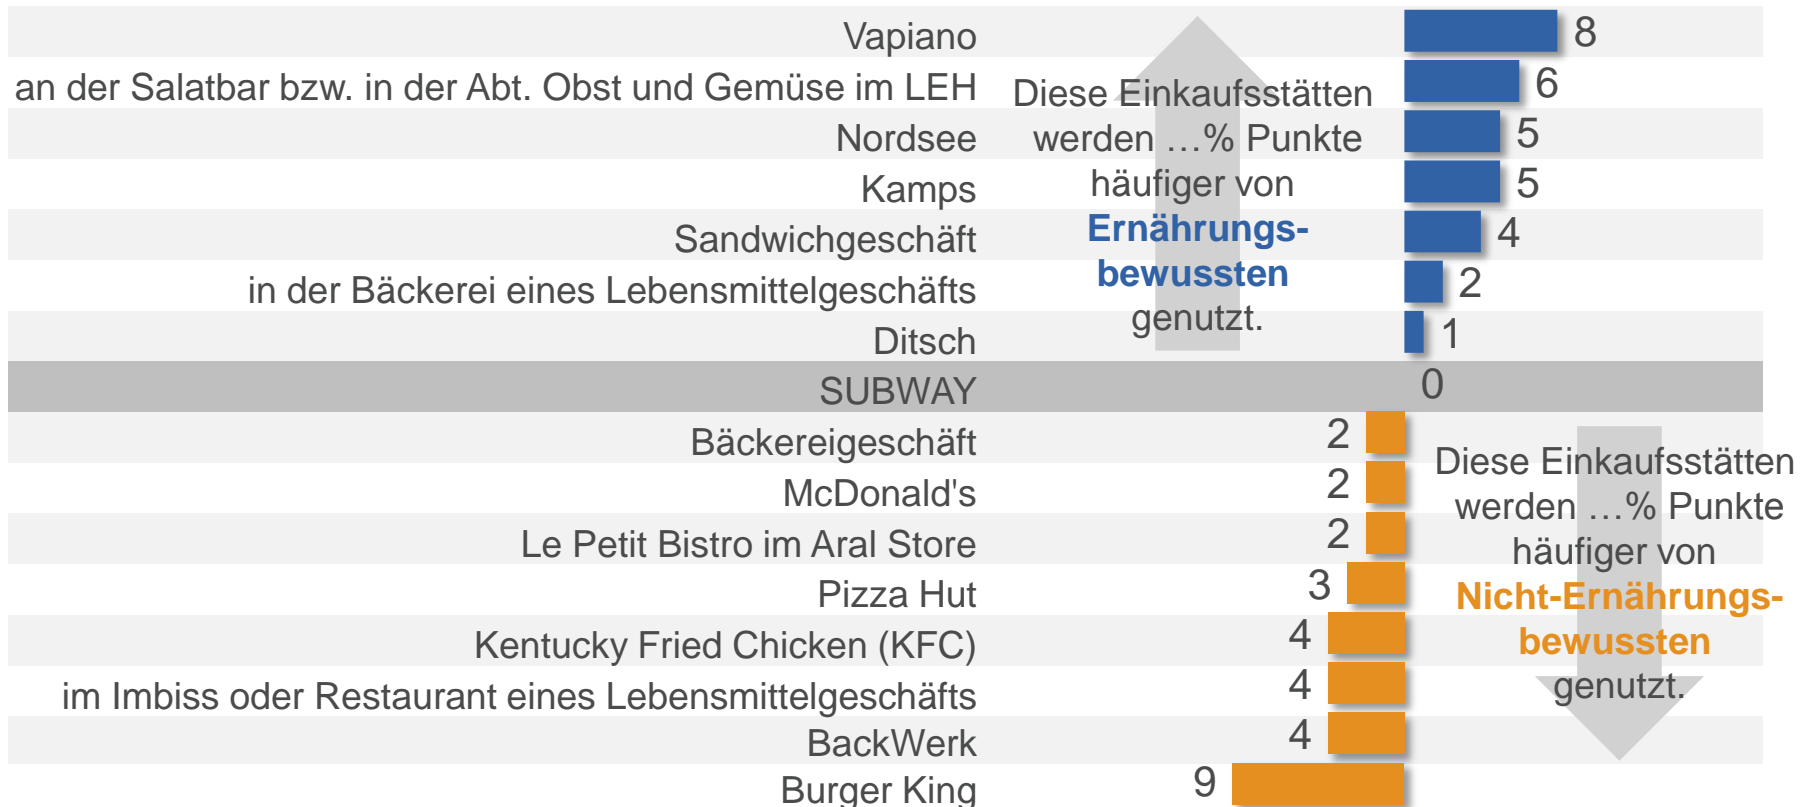 Vapiano 8
an der Salatbar bzw. in der Abt. Obst und Gemüse im LEH 6
Nordsee 5
Kamps 5
Sandwichgeschäft 4
in der Bäckerei eines Lebensmittelgeschäfts 2
Ditsch 1
Diese Einkaufsstätten
werden …% Punkte
häufiger von
Ernährungs-
bewussten
genutzt.
SUBWAY 0
Bäckereigeschäft 2
McDonald's 2
Le Petit Bistro im Aral Store 2
Pizza Hut 3
Kentucky Fried Chicken (KFC) 4
im Imbiss oder Restaurant eines Lebensmittelgeschäfts 4
BackWerk 4
Burger King 9
Diese Einkaufsstätten
werden …% Punkte
häufiger von
Nicht-Ernährungs-
bewussten
genutzt.